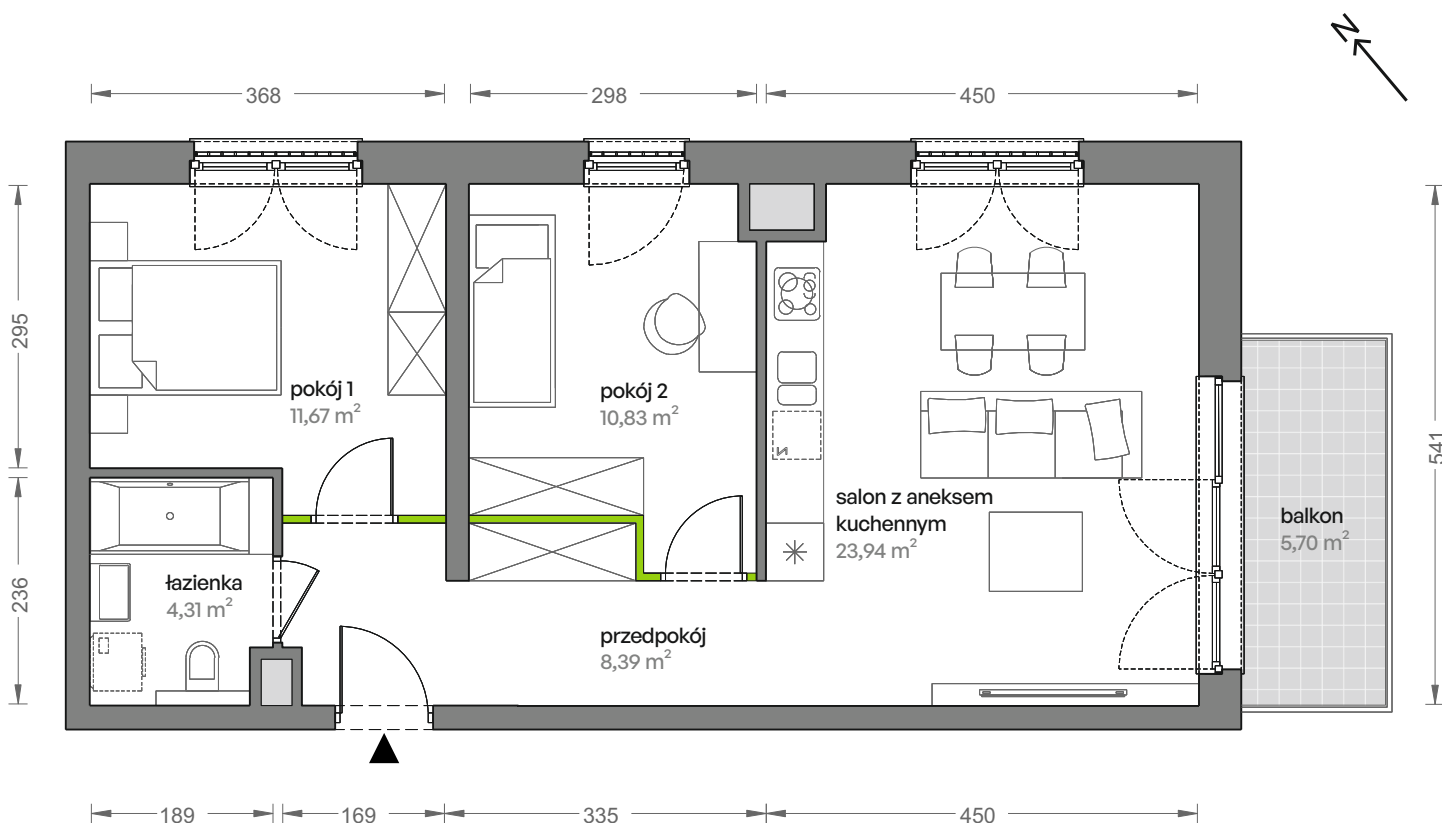 N
368
298
450
295
541
236
pokój 1
11,67 m²
pokój 2
10,83 m²
salon z aneksem
kuchennym
23,94 m²
balkon
5,70 m²
łazienka
4,31 m²
przedpokój
8,39 m²
189
169
335
450